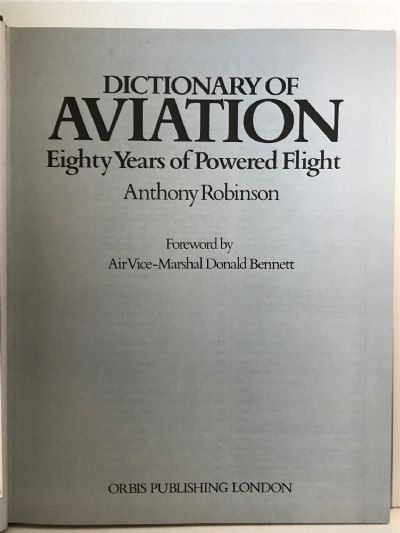 DICTIONARY OF
AVIATION
Eighty Years of Powered Flight
Anthony Robinson
Foreword by
Air Vice-Marshal Donald Bennett
ORBIS PUBLISHING LONDON